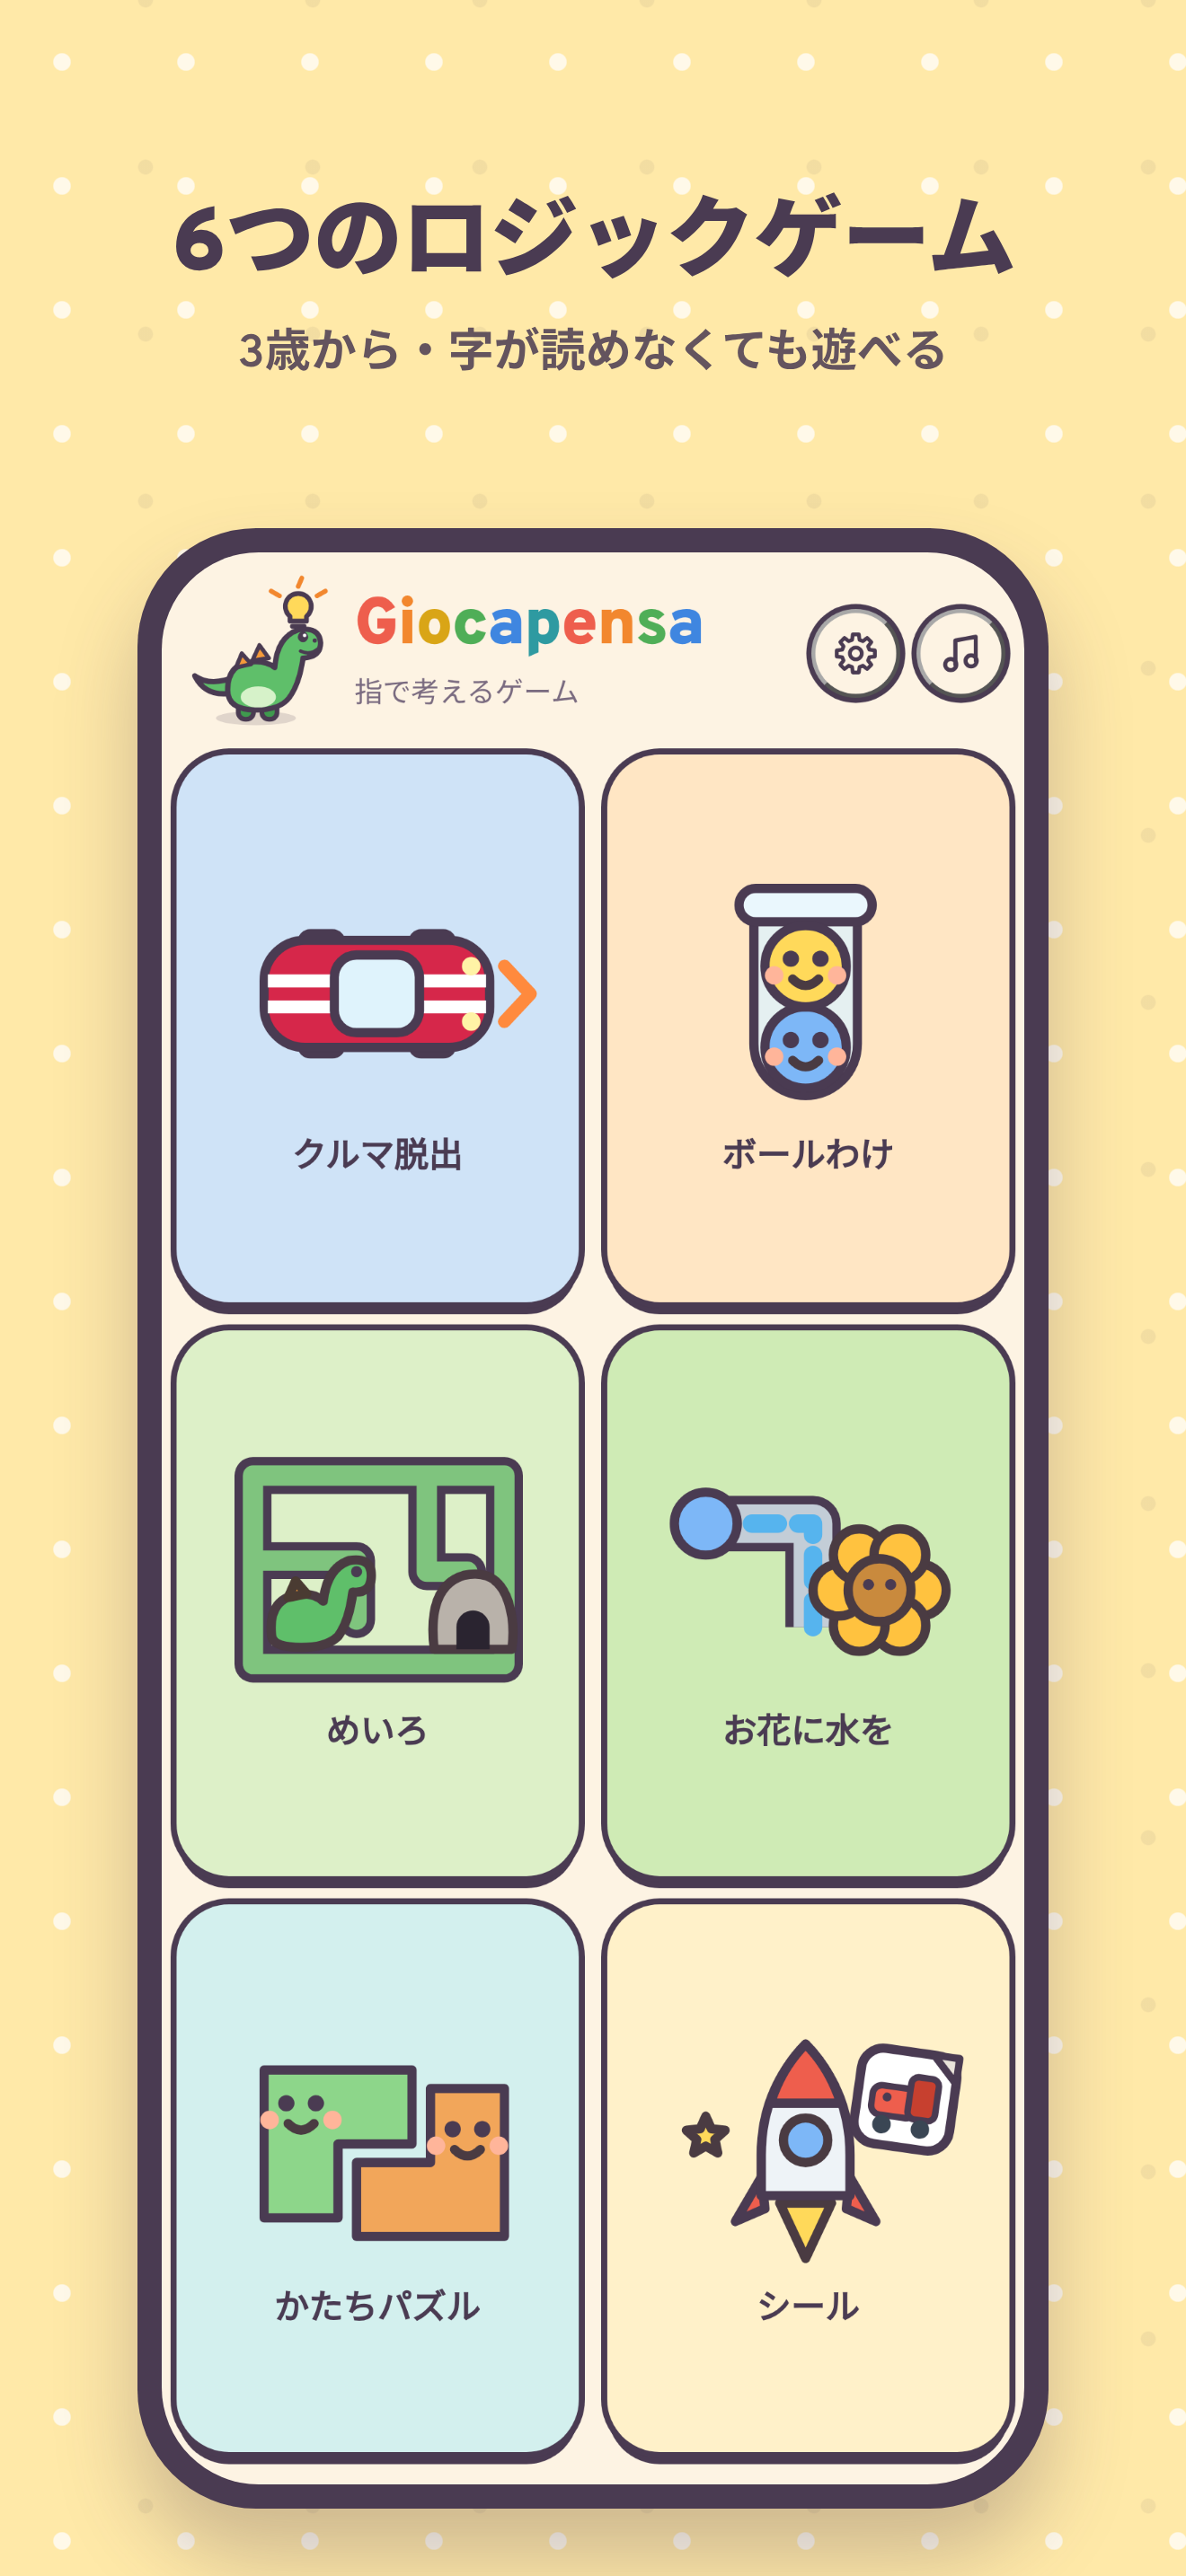 6つのロジックゲーム
3歳から・字が読めなくても遊べる
Giocapensa
指で考えるゲーム
クルマ脱出
ボールわけ
めいろ
お花に水を
かたちパズル
シール